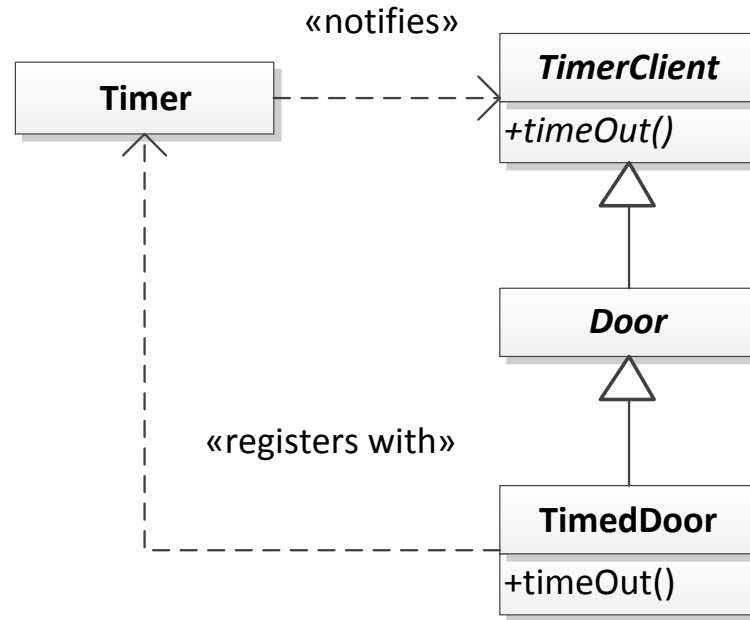 «notifies»
TimerClient
Timer
+timeOut()
Door
«registers with»
TimedDoor
+timeOut()